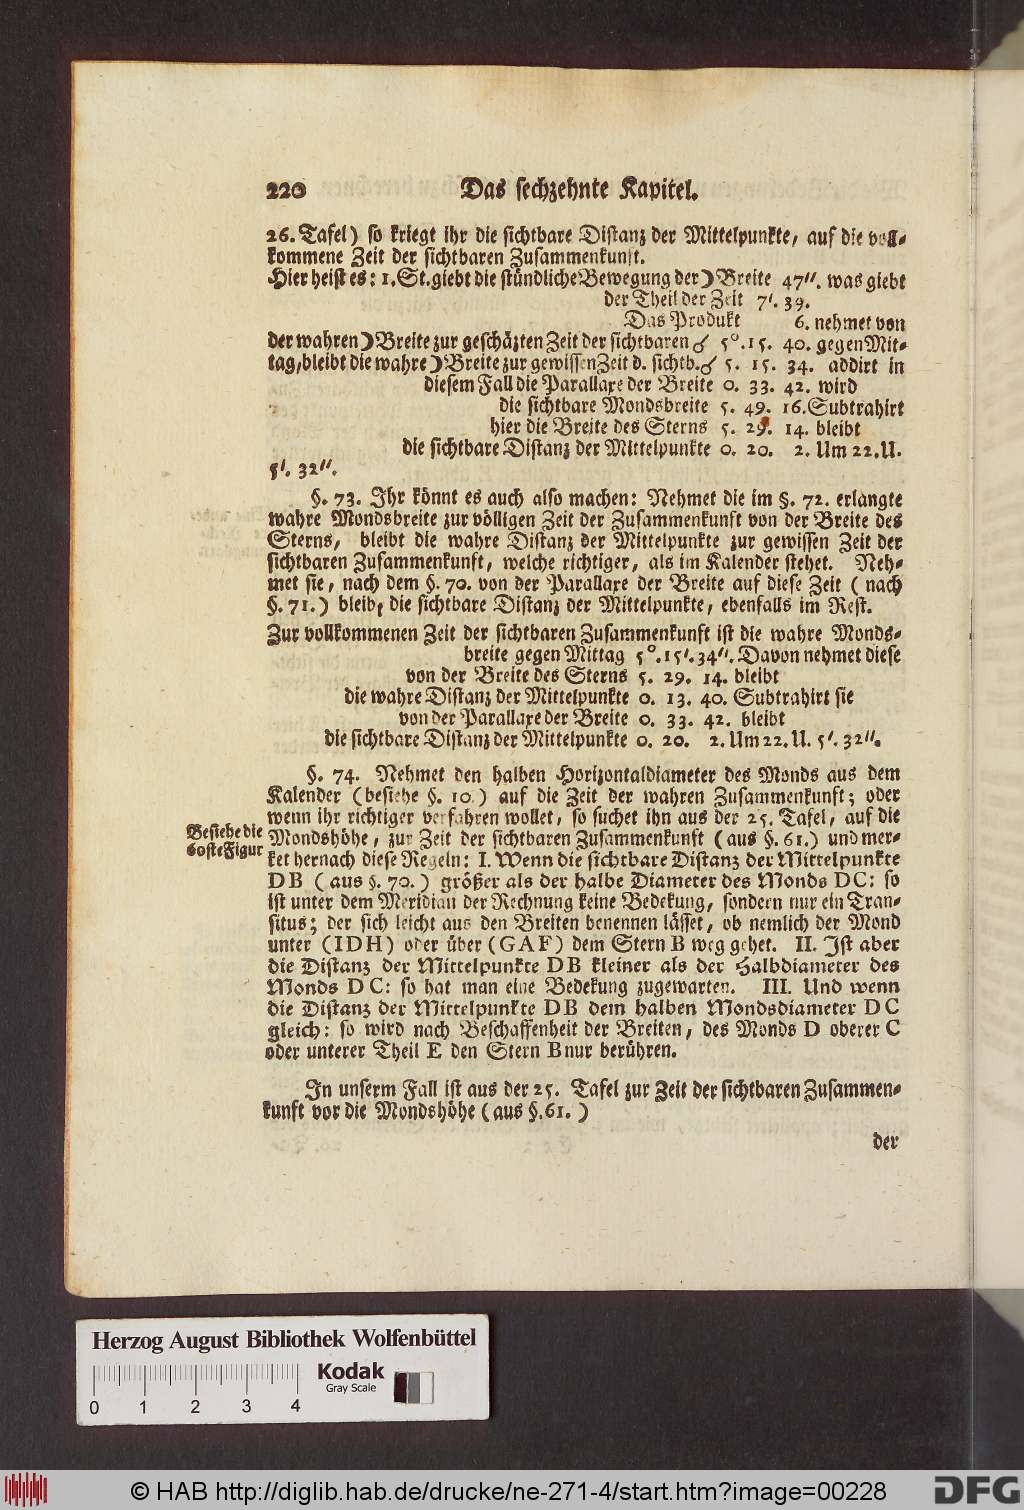 220 Das sechzehnte Kapitel.
26. Tafel) so kriegt ihr die sichtbare Distanz der Mittelpunkte, auf die voll-
kommene Zeit der sichtbaren Zusammenkunft.
Hier heist es: 1. St. giebt die stündliche Bewegung der ☽ Breite 47''. was giebt
der Theil der Zeit 7'. 39.
Das Produkt 6. nehmet von
der wahren ☽ Breite zur geschäzten Zeit der sichtbaren ☌ 5°. 15. 40. gegen Mit-
tag, bleibt die wahre ☽ Breite zur gewissen Zeit d. sichtb. ☌ 5. 15. 34. addirt in
diesem Fall die Parallaxe der Breite 0. 33. 42. wird
die sichtbare Mondsbreite 5. 49. 16. Subtrahirt
hier die Breite des Sterns 5. 29. 14. bleibt
die sichtbare Distanz der Mittelpunkte 0. 20. 2. Um 22. U.
5'. 32''.
§. 73. Ihr könnt es auch also machen: Nehmet die im §. 72. erlangte
wahre Mondsbreite zur völligen Zeit der Zusammenkunft von der Breite des
Sterns, bleibt die wahre Distanz der Mittelpunkte zur gewissen Zeit der
sichtbaren Zusammenkunft, welche richtiger, als im Kalender stehet. Neh-
met sie, nach dem §. 70. von der Parallaxe der Breite auf diese Zeit (nach
§. 71.) bleibt die sichtbare Distanz der Mittelpunkte, ebenfalls im Rest.
Zur vollkommenen Zeit der sichtbaren Zusammenkunft ist die wahre Monds-
breite gegen Mittag 5°. 15'. 34''. Davon nehmet diese
von der Breite des Sterns 5. 29. 14. bleibt
die wahre Distanz der Mittelpunkte 0. 13. 40. Subtrahirt sie
von der Parallaxe der Breite 0. 33. 42. bleibt
die sichtbare Distanz der Mittelpunkte 0. 20. 2. Um 22. U. 5'. 32''.
§. 74. Nehmet den halben Horizontaldiameter des Monds aus dem
Kalender (besiehe §. 10.) auf die Zeit der wahren Zusammenkunft; oder
wenn ihr richtiger verfahren wollet, so suchet ihn aus der 25. Tafel, auf die
Besiehe die
60ste Figur
Mondshöhe, zur Zeit der sichtbaren Zusammenkunft (aus §. 61.) und mer-
ket hernach diese Regeln: I. Wenn die sichtbare Distanz der Mittelpunkte
DB (aus §. 70.) größer als der halbe Diameter des Monds DC: so
ist unter dem Meridian der Rechnung keine Bedekung, sondern nur ein Tran-
situs; der sich leicht aus den Breiten benennen lässet, ob nemlich der Mond
unter (IDH) oder über (GAF) dem Stern B weg gehet. II. Ist aber
die Distanz der Mittelpunkte DB kleiner als der Halbdiameter des
Monds DC: so hat man eine Bedekung zugewarten. III. Und wenn
die Distanz der Mittelpunkte DB dem halben Mondsdiameter DC
gleich: so wird nach Beschaffenheit der Breiten, des Monds D oberer C
oder unterer Theil E den Stern B nur berühren.
In unserm Fall ist aus der 25. Tafel zur Zeit der sichtbaren Zusammen-
kunft vor die Mondshöhe (aus §. 61.)
der
Herzog August Bibliothek Wolfenbüttel
Kodak
Gray Scale
0 1 2 3 4
© HAB http://diglib.hab.de/drucke/ne-271-4/start.htm?image=00228
DFG